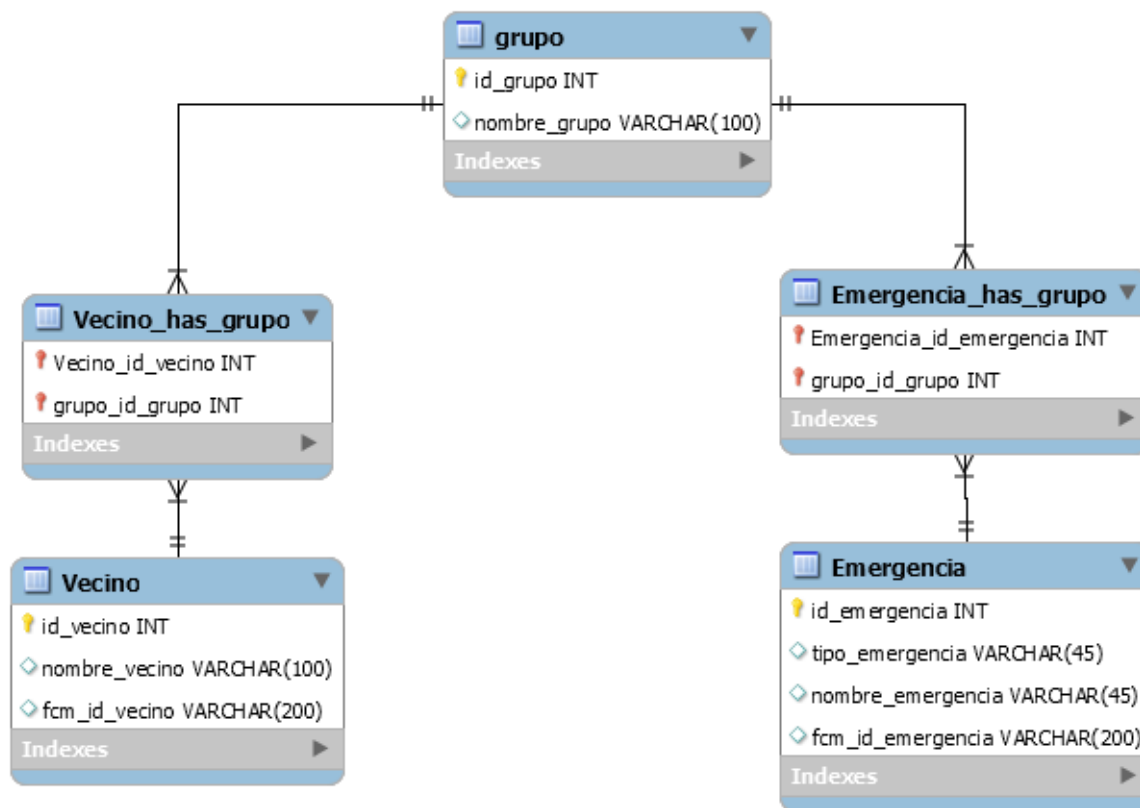 grupo
id_grupo INT
nombre_grupo VARCHAR(100)
Indexes
Vecino_has_grupo
Vecino_id_vecino INT
grupo_id_grupo INT
Indexes
Emergencia_has_grupo
Emergencia_id_emergencia INT
grupo_id_grupo INT
Indexes
Vecino
id_vecino INT
nombre_vecino VARCHAR(100)
fcm_id_vecino VARCHAR(200)
Indexes
Emergencia
id_emergencia INT
tipo_emergencia VARCHAR(45)
nombre_emergencia VARCHAR(45)
fcm_id_emergencia VARCHAR(200)
Indexes